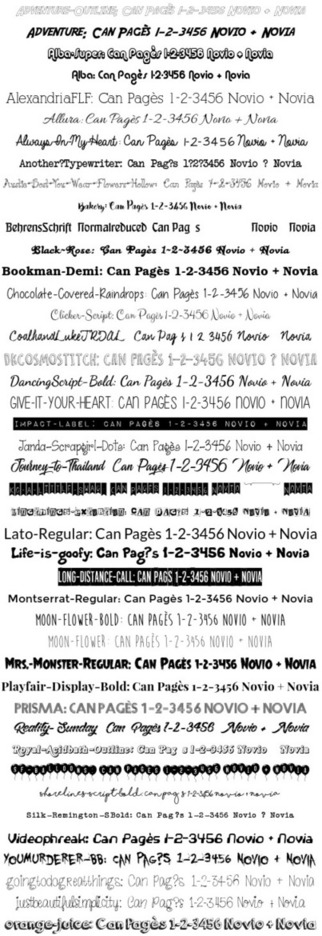 ADVENTURE-OUTLINE: CAN PAGÈS 1-2-3456 NOVIO + NOVIA
ADVENTURE: CAN PAGÈS 1-2-3456 NOVIO + NOVIA
Alba-super: Can Pagès 1-2-3456 Novio + Novia
Alba: Can Pagès 1-2-3456 Novio + Novia
AlexandriaFLF: Can Pagès 1-2-3456 Novio + Novia
Allura: Can Pagès 1-2-3456 Novio + Novia
Always-In-My-Heart: Can Pagès 1-2-3456 Novio + Novia
Another?Typewriter: Can Pag?s 1?2?3456 Novio ? Novia
Austie-Bost-You-Wear-Flowers-Hollow: Can Pagès 1-2-3456 Novio + Novia
Bakery: Can Pagès 1-2-3456 Novio + Novia
BehrensSchrift Normalreduced Can Pag s Novio Novia
Black-Rose: Can Pagès 1-2-3456 Novio + Novia
Bookman-Demi: Can Pagès 1-2-3456 Novio + Novia
Chocolate-Covered-Raindrops: Can Pagès 1-2-3456 Novio + Novia
Clicker-Script: Can Pagès 1-2-3456 Novio + Novia
CoalhandLukeTRIAL Can Pag s 1 2 3456 Novio Novia
DKCOSMOSTITCH: CAN PAGÈS 1-2-3456 NOVIO ? NOVIA
DancingScript-Bold: Can Pagès 1-2-3456 Novio + Novia
GIVE-IT-YOUR-HEART: CAN PAGÈS 1-2-3456 NOVIO + NOVIA
IMPACT-LABEL: CAN PAGÈS 1-2-3456 NOVIO + NOVIA
Janda-Scrapgirl-Dots: Can Pagès 1-2-3456 Novio + Novia
Journey-to-Thailand: Can Pagès 1-2-3456 Novio + Novia
CAN PAGÈS NOVIA
CAN PAGÈS 1-2-3456 NOVIO + NOVIA
Lato-Regular: Can Pagès 1-2-3456 Novio + Novia
Life-is-goofy: Can Pag?s 1-2-3456 Novio + Novia
LONG-DISTANCE-CALL: CAN PAGS 1-2-3456 NOVIO + NOVIA
Montserrat-Regular: Can Pagès 1-2-3456 Novio + Novia
MOON-FLOWER-BOLD: CAN PAGÈS 1-2-3456 NOVIO + NOVIA
MOON-FLOWER: CAN PAGÈS 1-2-3456 NOVIO + NOVIA
MRS.-MONSTER-REGULAR: CAN PAGÈS 1-2-3456 NOVIO + NOVIA
Playfair-Display-Bold: Can Pagès 1-2-3456 Novio + Novia
PRISMA: CAN PAGÈS 1-2-3456 NOVIO + NOVIA
Reality-Sunday Can Pagès 1-2-3456 Novio + Novia
Royal-Acidbath-Outline: Can Pag s 1-2-3456 Novio Novia
shorelines-script-bold: can pag s 1-2-3456 novio + novia
Silk-Remington-SBold: Can Pag?s 1-2-3456 Novio ? Novia
Videophreak: Can Pagès 1-2-3456 Novio + Novia
YOUMURDERER-BB: CAN PAG?S 1-2-3456 NOVIO + NOVIA
goingtodogreatthings: Can Pag?s 1-2-3456 Novio + Novia
justbeautifulsimplicity: Can Pag?s 1-2-3456 Novio + Novia
orange-juice: Can Pagès 1-2-3456 Novio + Novia